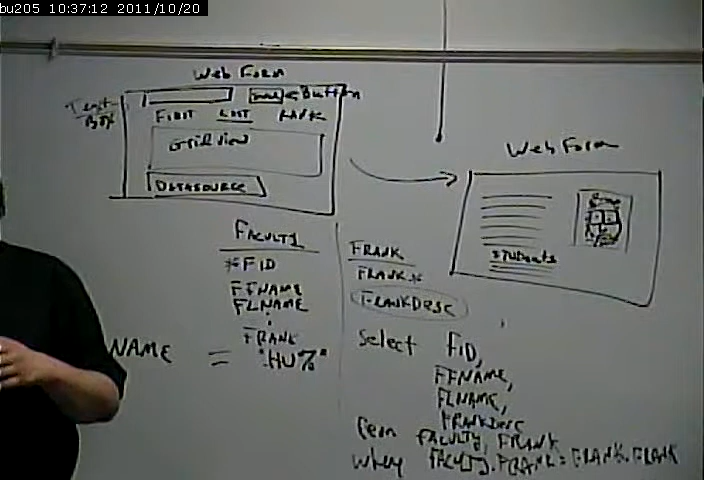 bu205 10:37:12 2011/10/20
Web Form
Text Box
Button
FIRST LAST RANK
Gridview
DATASOURCE
Web Form
STUDENTS
FACULTY
*FID
FFNAME
FLNAME
FRANK
FRANK
FRANK *
FRANKDESC
NAME = "HU%"
Select FID,
FFNAME,
FLNAME,
FRANKDESC
From FACULTY, FRANK
Where FACULTY.FRANK = FRANK.FRANK